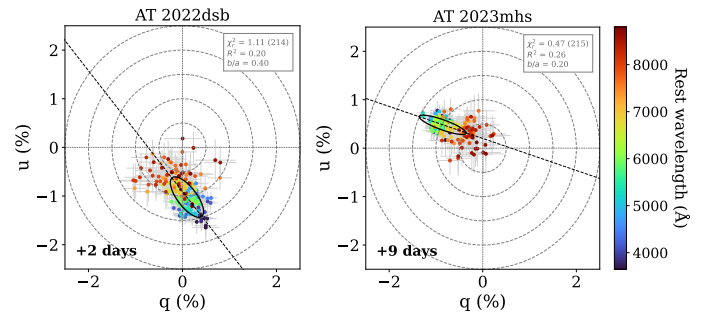 AT 2022dsb
AT 2023mhs
χ²ᵣ = 1.11 (214)
R² = 0.20
b/a = 0.40
χ²ᵣ = 0.47 (215)
R² = 0.26
b/a = 0.20
2
1
0
−1
−2
u (%)
2
1
0
−1
−2
u (%)
+2 days
+9 days
−2
0
2
q (%)
−2
0
2
q (%)
8000
7000
6000
5000
4000
Rest wavelength (Å)